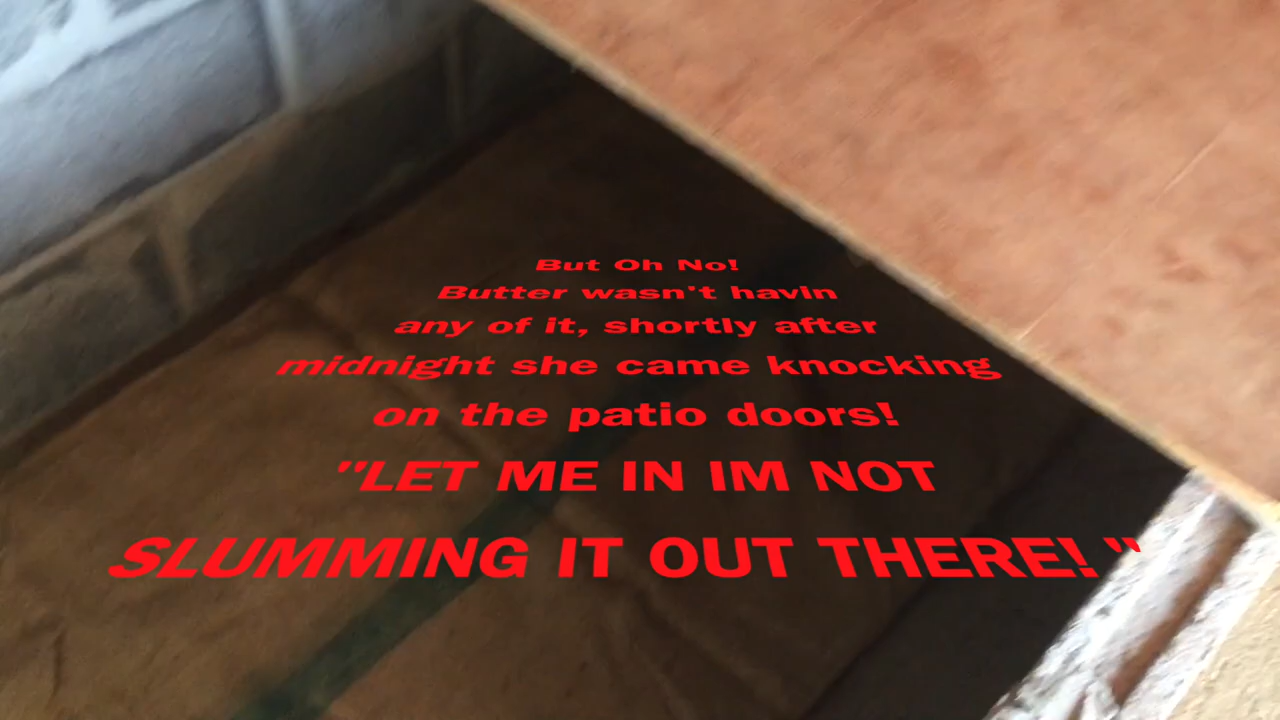 But Oh No!
Butter wasn't havin
any of it, shortly after
midnight she came knocking
on the patio doors!
"LET ME IN IM NOT
SLUMMING IT OUT THERE! "